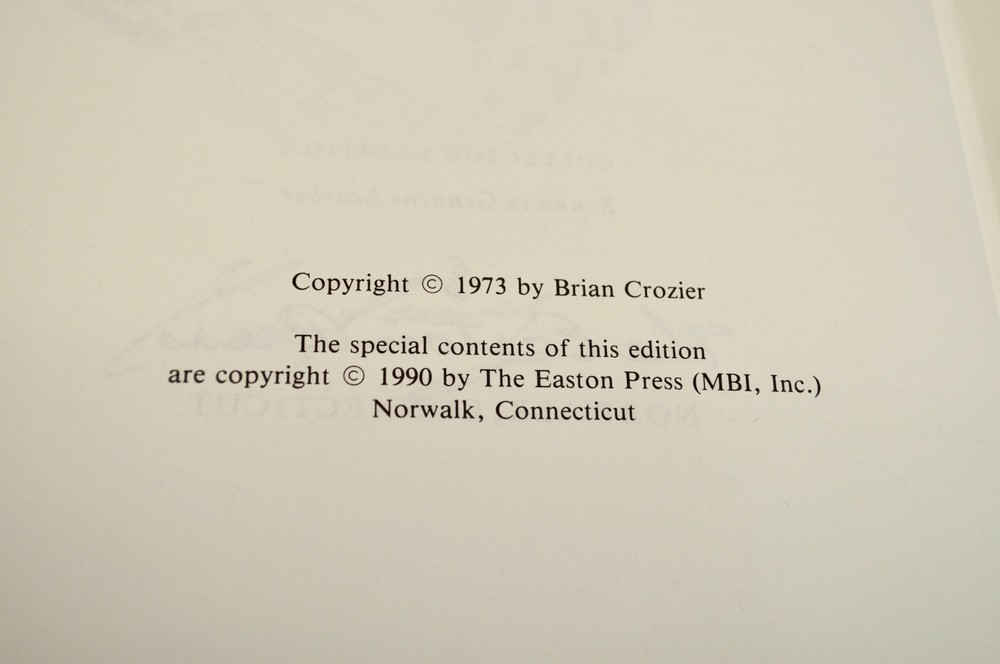 Copyright © 1973 by Brian Crozier
The special contents of this edition
are copyright © 1990 by The Easton Press (MBI, Inc.)
Norwalk, Connecticut